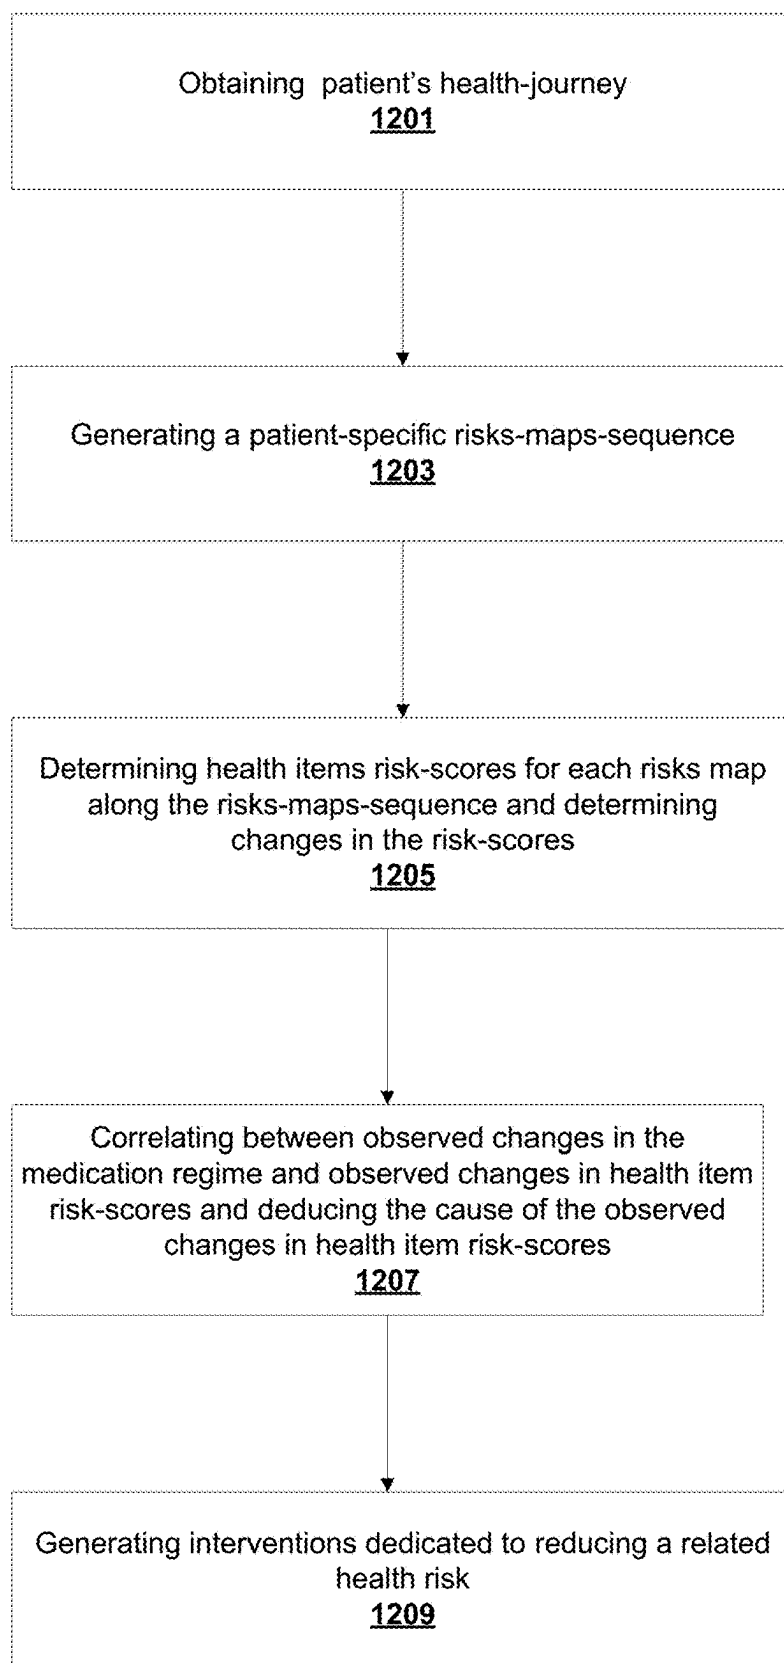 Obtaining patient's health-journey
1201
Generating a patient-specific risks-maps-sequence
1203
Determining health items risk-scores for each risks map
along the risks-maps-sequence and determining
changes in the risk-scores
1205
Correlating between observed changes in the
medication regime and observed changes in health item
risk-scores and deducing the cause of the observed
changes in health item risk-scores
1207
Generating interventions dedicated to reducing a related
health risk
1209